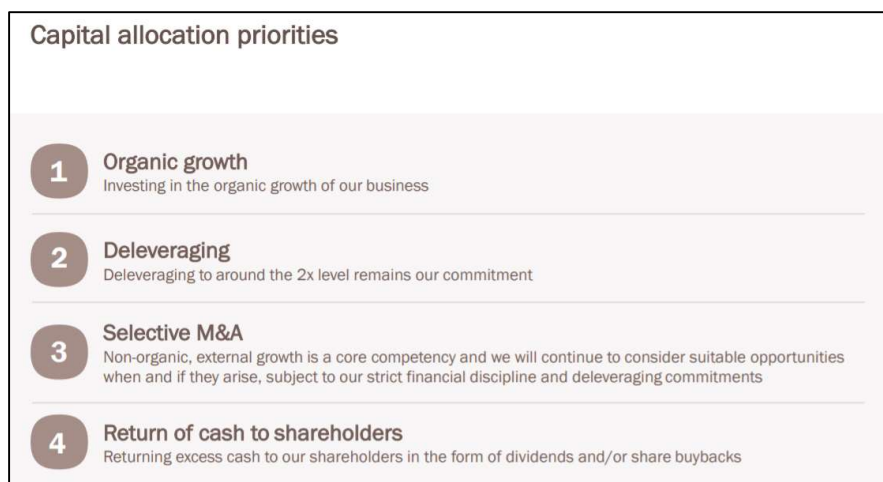 Capital allocation priorities
1
Organic growth
Investing in the organic growth of our business
2
Deleveraging
Deleveraging to around the 2x level remains our commitment
3
Selective M&A
Non-organic, external growth is a core competency and we will continue to consider suitable opportunities
when and if they arise, subject to our strict financial discipline and deleveraging commitments
4
Return of cash to shareholders
Returning excess cash to our shareholders in the form of dividends and/or share buybacks